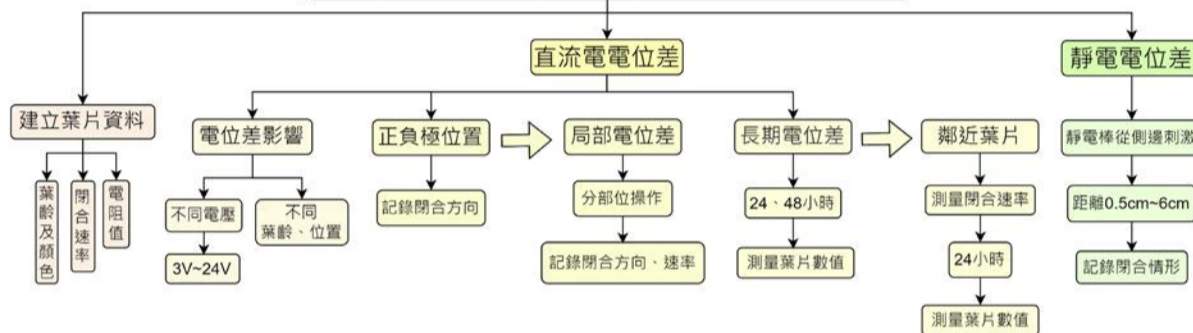 直流電電位差
靜電電位差
建立葉片資料
電位差影響
正負極位置
局部電位差
長期電位差
鄰近葉片
靜電棒從側邊刺激
葉齡及顏色
閉合速率
電阻值
不同電壓
不同
葉齡、位置
記錄閉合方向
分部位操作
24、48小時
測量閉合速率
距離0.5cm~6cm
3V~24V
記錄閉合方向、速率
測量葉片數值
24小時
記錄閉合情形
測量葉片數值